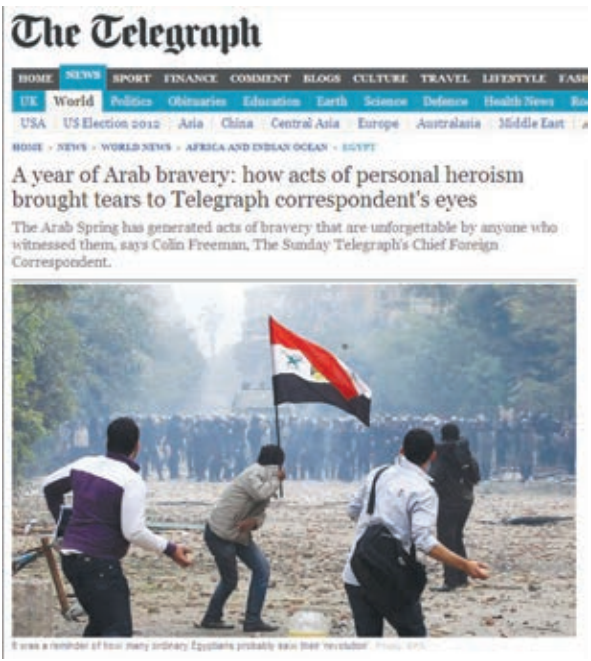 The Telegraph
HOME NEWS SPORT FINANCE COMMENT BLOGS CULTURE TRAVEL LIFESTYLE FASH
UK World Politics Obituaries Education Earth Science Defence Health News Ro
USA US Election 2012 Asia China Central Asia Europe Australasia Middle East
HOME » NEWS » WORLD NEWS » AFRICA AND INDIAN OCEAN » EGYPT
A year of Arab bravery: how acts of personal heroism
brought tears to Telegraph correspondent's eyes
The Arab Spring has generated acts of bravery that are unforgettable by anyone who
witnessed them, says Colin Freeman, The Sunday Telegraph's Chief Foreign
Correspondent.
It was a reminder of how many ordinary Egyptians probably saw their 'revolution' Photo: